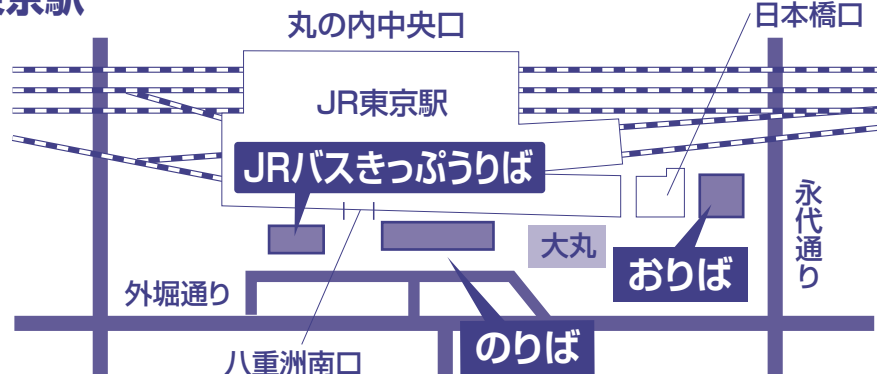 京駅
丸の内中央口
日本橋口
JR東京駅
JRバスきっぷうりば
永代通り
大丸
おりば
外堀通り
のりば
八重洲南口